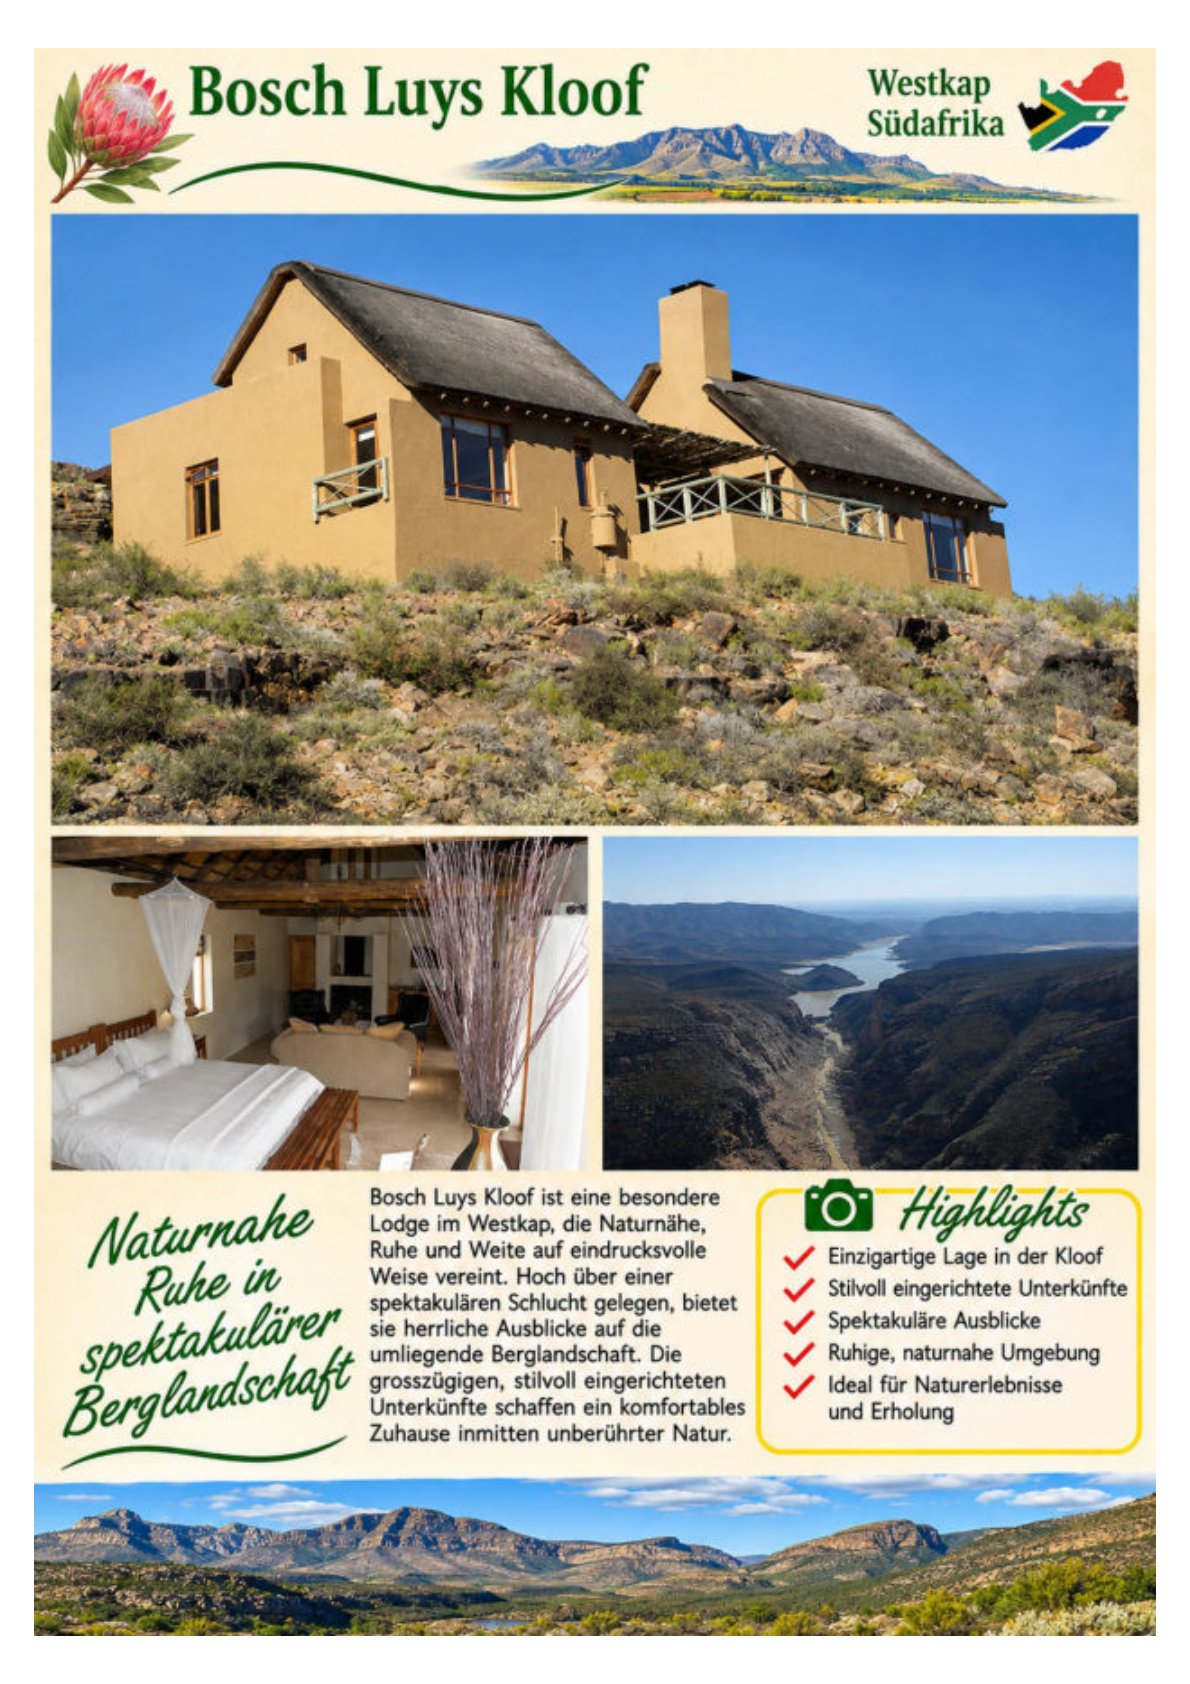 Bosch Luys Kloof
Westkap
Südafrika
Naturnahe
Ruhe in
spektakulärer
Berglandschaft
Bosch Luys Kloof ist eine besondere
Lodge im Westkap, die Naturnähe,
Ruhe und Weite auf eindrucksvolle
Weise vereint. Hoch über einer
spektakulären Schlucht gelegen, bietet
sie herrliche Ausblicke auf die
umliegende Berglandschaft. Die
grosszügigen, stilvoll eingerichteten
Unterkünfte schaffen ein komfortables
Zuhause inmitten unberührter Natur.
Highlights
Einzigartige Lage in der Kloof
Stilvoll eingerichtete Unterkünfte
Spektakuläre Ausblicke
Ruhige, naturnahe Umgebung
Ideal für Naturerlebnisse
und Erholung